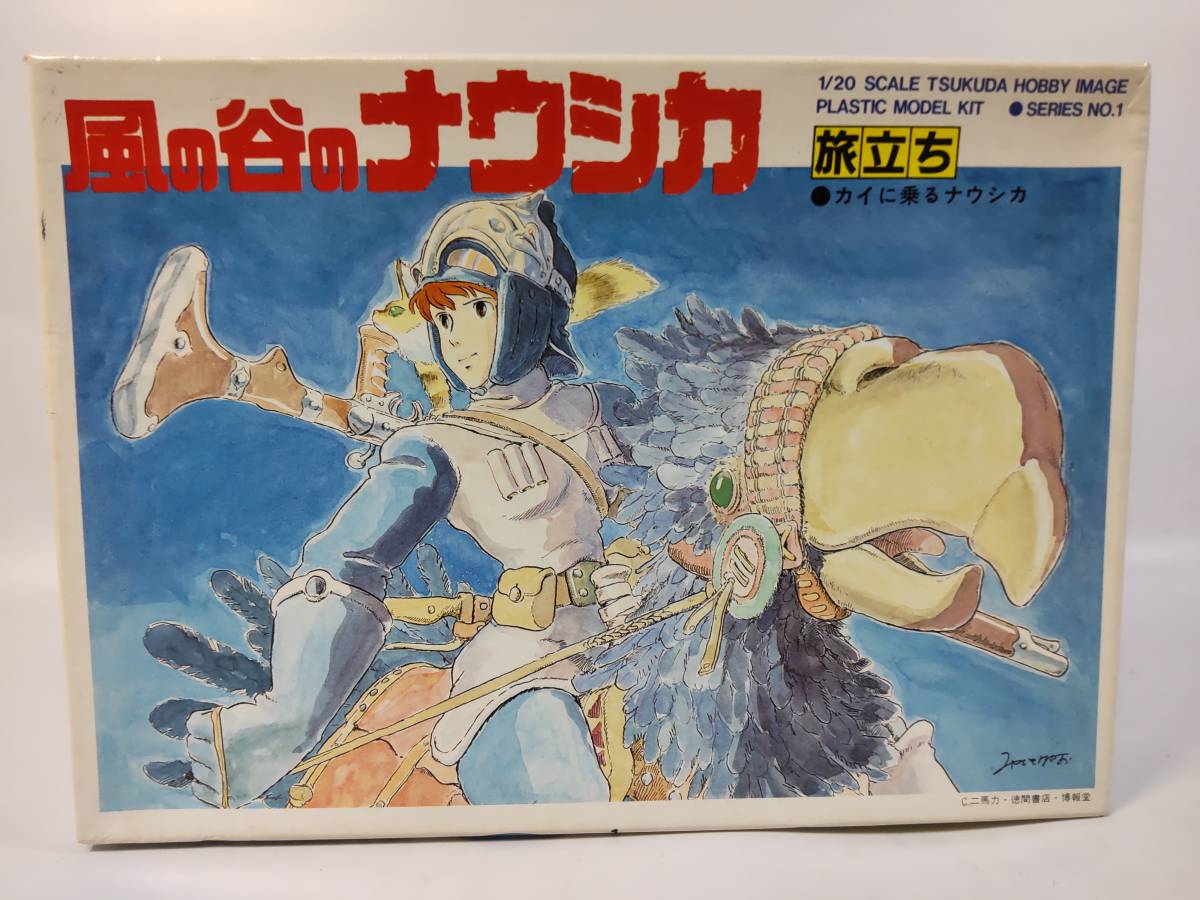 風の谷のナウシカ
1/20 SCALE TSUKUDA HOBBY IMAGE
PLASTIC MODEL KIT ●SERIES NO.1
旅立ち
●カイに乗るナウシカ
©二馬力・徳間書店・博報堂